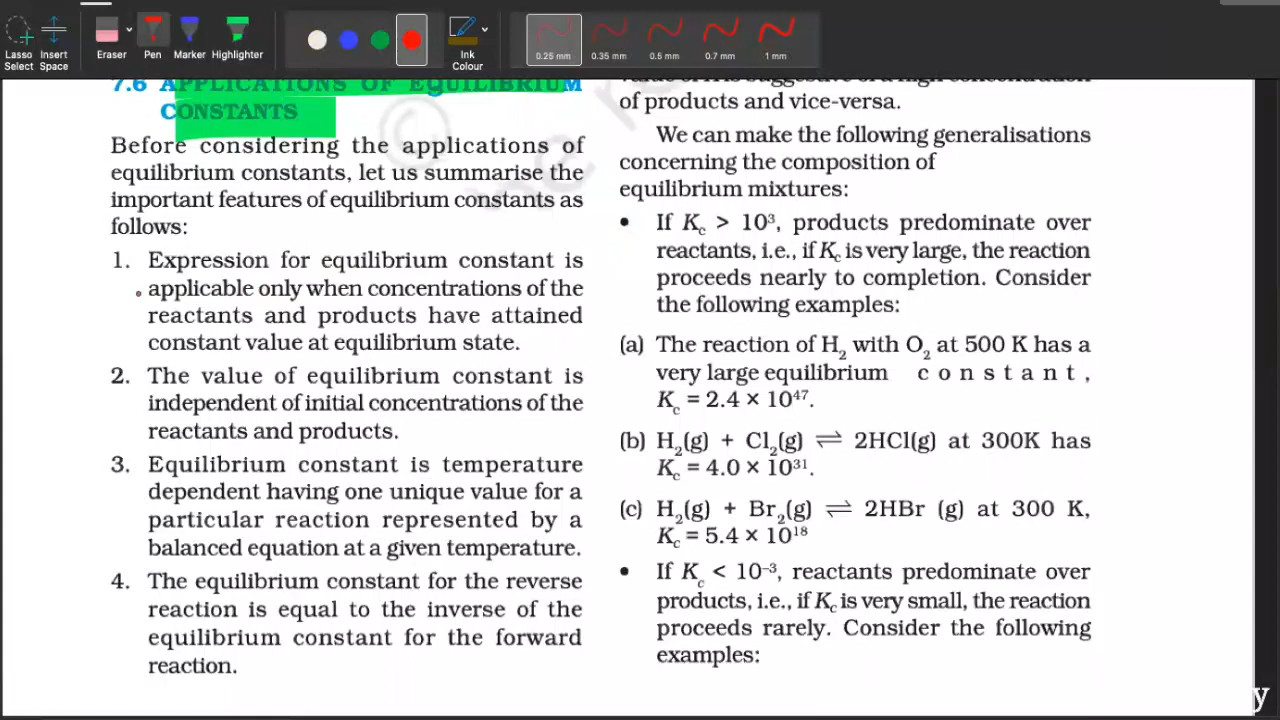 Lasso
Select
Insert
Space
Eraser
Pen
Marker
Highlighter
Ink
Colour
0.25 mm
0.35 mm
0.5 mm
0.7 mm
1 mm
7.6 APPLICATIONS OF EQUILIBRIUM
CONSTANTS
Before considering the applications of
equilibrium constants, let us summarise the
important features of equilibrium constants as
follows:
1. Expression for equilibrium constant is
applicable only when concentrations of the
reactants and products have attained
constant value at equilibrium state.
2. The value of equilibrium constant is
independent of initial concentrations of the
reactants and products.
3. Equilibrium constant is temperature
dependent having one unique value for a
particular reaction represented by a
balanced equation at a given temperature.
4. The equilibrium constant for the reverse
reaction is equal to the inverse of the
equilibrium constant for the forward
reaction.
is suggestive of a high concentration
of products and vice-versa.
We can make the following generalisations
concerning the composition of
equilibrium mixtures:
• If K꜀ > 10³, products predominate over
reactants, i.e., if K꜀ is very large, the reaction
proceeds nearly to completion. Consider
the following examples:
(a) The reaction of H₂ with O₂ at 500 K has a
very large equilibrium c o n s t a n t ,
K꜀ = 2.4 × 10⁴⁷.
(b) H₂(g) + Cl₂(g) ⇌ 2HCl(g) at 300K has
K꜀ = 4.0 × 10³¹.
(c) H₂(g) + Br₂(g) ⇌ 2HBr (g) at 300 K,
K꜀ = 5.4 × 10¹⁸
• If K꜀ < 10⁻³, reactants predominate over
products, i.e., if K꜀ is very small, the reaction
proceeds rarely. Consider the following
examples: